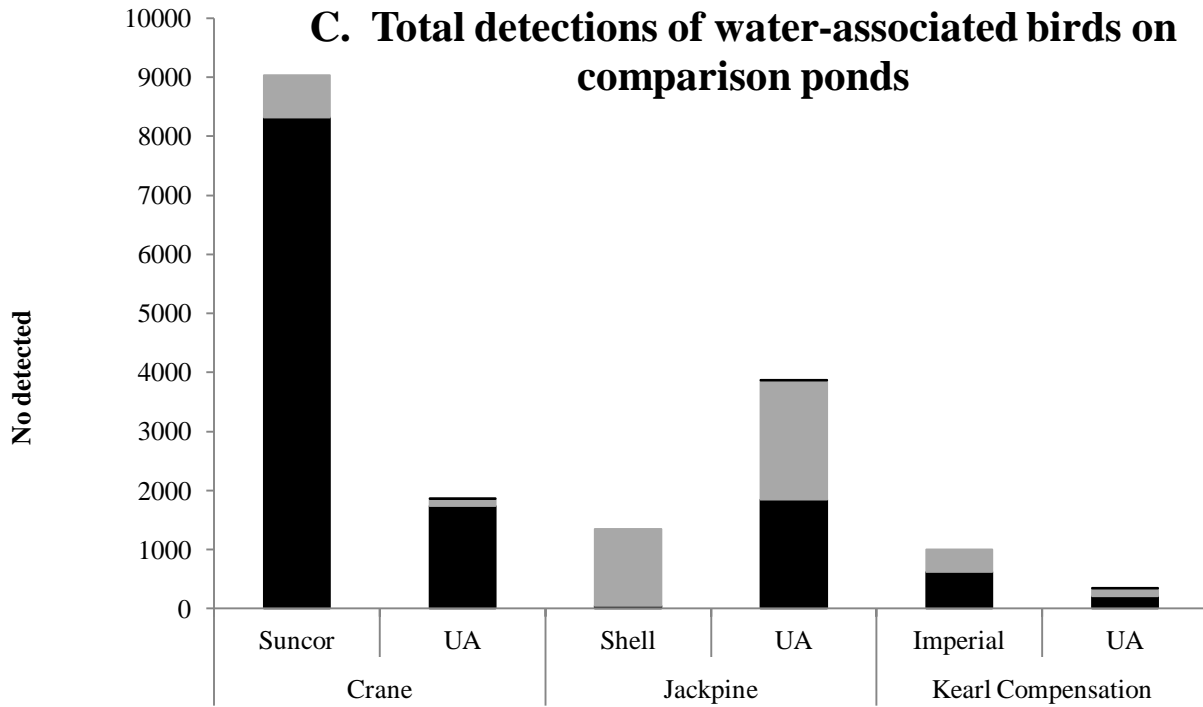 C. Total detections of water-associated birds on
comparison ponds
No detected
10000
9000
8000
7000
6000
5000
4000
3000
2000
1000
0
Suncor UA Shell UA Imperial UA
Crane Jackpine Kearl Compensation